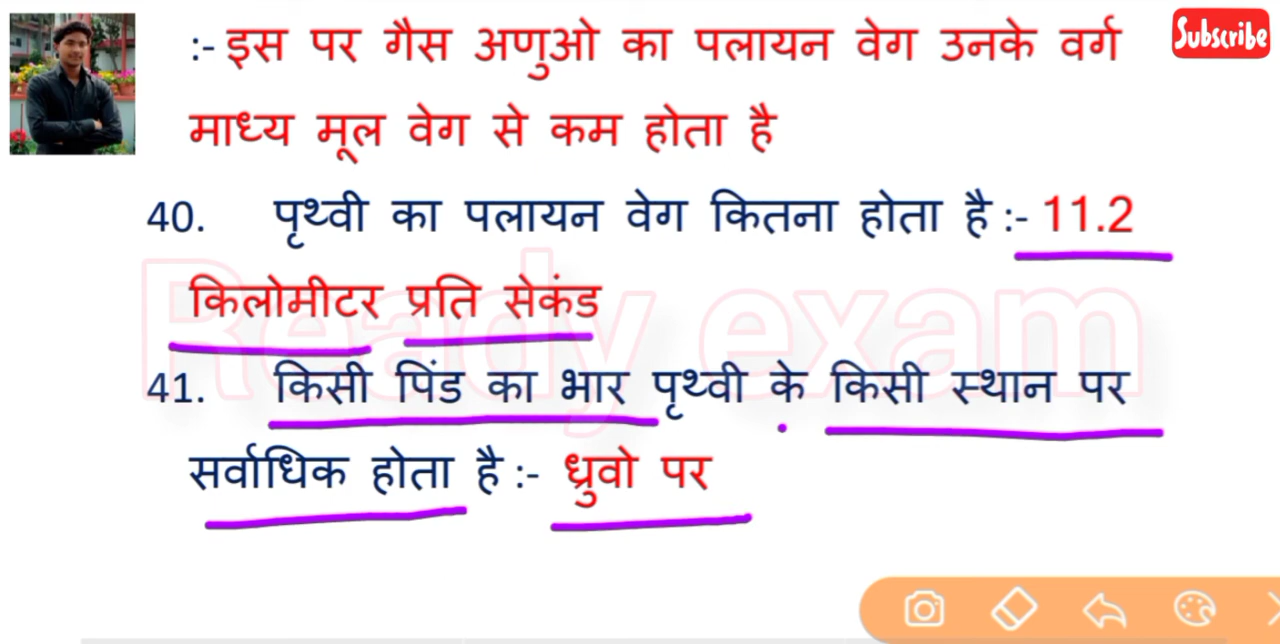 :- इस पर गैस अणुओ का पलायन वेग उनके वर्ग
Subscribe
माध्य मूल वेग से कम होता है
40. पृथ्वी का पलायन वेग कितना होता है :- 11.2
किलोमीटर प्रति सेकंड
Ready exam
41. किसी पिंड का भार पृथ्वी के किसी स्थान पर
सर्वाधिक होता है :- ध्रुवो पर